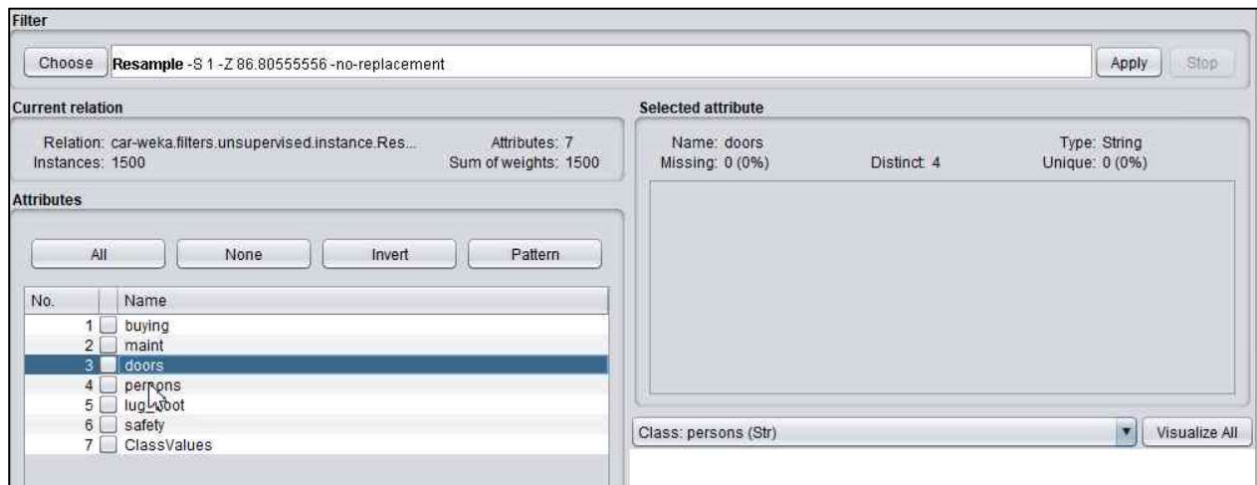 Filter
Choose Resample -S 1 -Z 86.80555556 -no-replacement Apply Stop
Current relation
Relation: car-weka.filters.unsupervised.instance.Res... Attributes: 7
Instances: 1500 Sum of weights: 1500
Selected attribute
Name: doors Type: String
Missing: 0 (0%) Distinct: 4 Unique: 0 (0%)
Attributes
All None Invert Pattern
No. Name
1 buying
2 maint
3 doors
4 persons
5 lug_boot
6 safety
7 ClassValues
Class: persons (Str) Visualize All